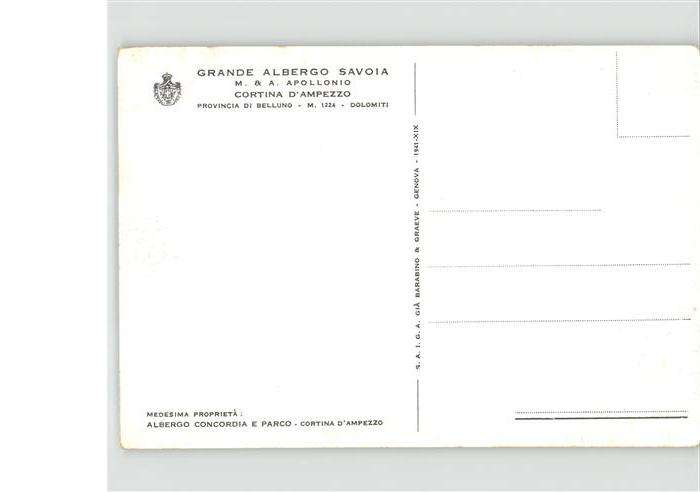 GRANDE ALBERGO SAVOIA
M. & A. APOLLONIO
CORTINA D'AMPEZZO
PROVINCIA DI BELLUNO - M. 1224 - DOLOMITI
S. A. I. G. A. GIÀ BARABINO & GRAEVE - GENOVA - 1941-XIX
MEDESIMA PROPRIETÀ:
ALBERGO CONCORDIA E PARCO - CORTINA D'AMPEZZO